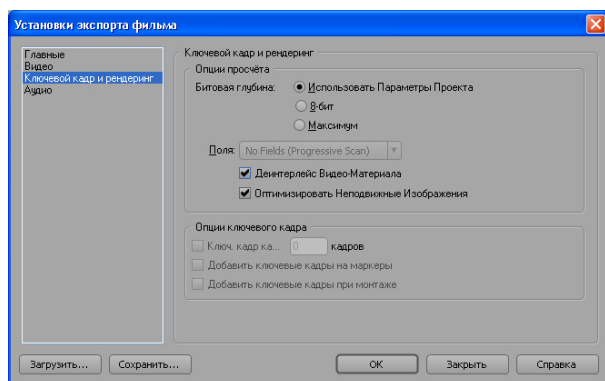 Установки экспорта фильма
Главные
Видео
Ключевой кадр и рендеринг
Аудио
Ключевой кадр и рендеринг
Опции просчёта
Битовая глубина: Использовать Параметры Проекта
8-бит
Максимум
Поля: No Fields (Progressive Scan)
Деинтерлейс Видео-Материала
Оптимизировать Неподвижные Изображения
Опции ключевого кадра
Ключ. кадр ка... 0 кадров
Добавить ключевые кадры на маркеры
Добавить ключевые кадры при монтаже
Загрузить... Сохранить... OK Закрыть Справка